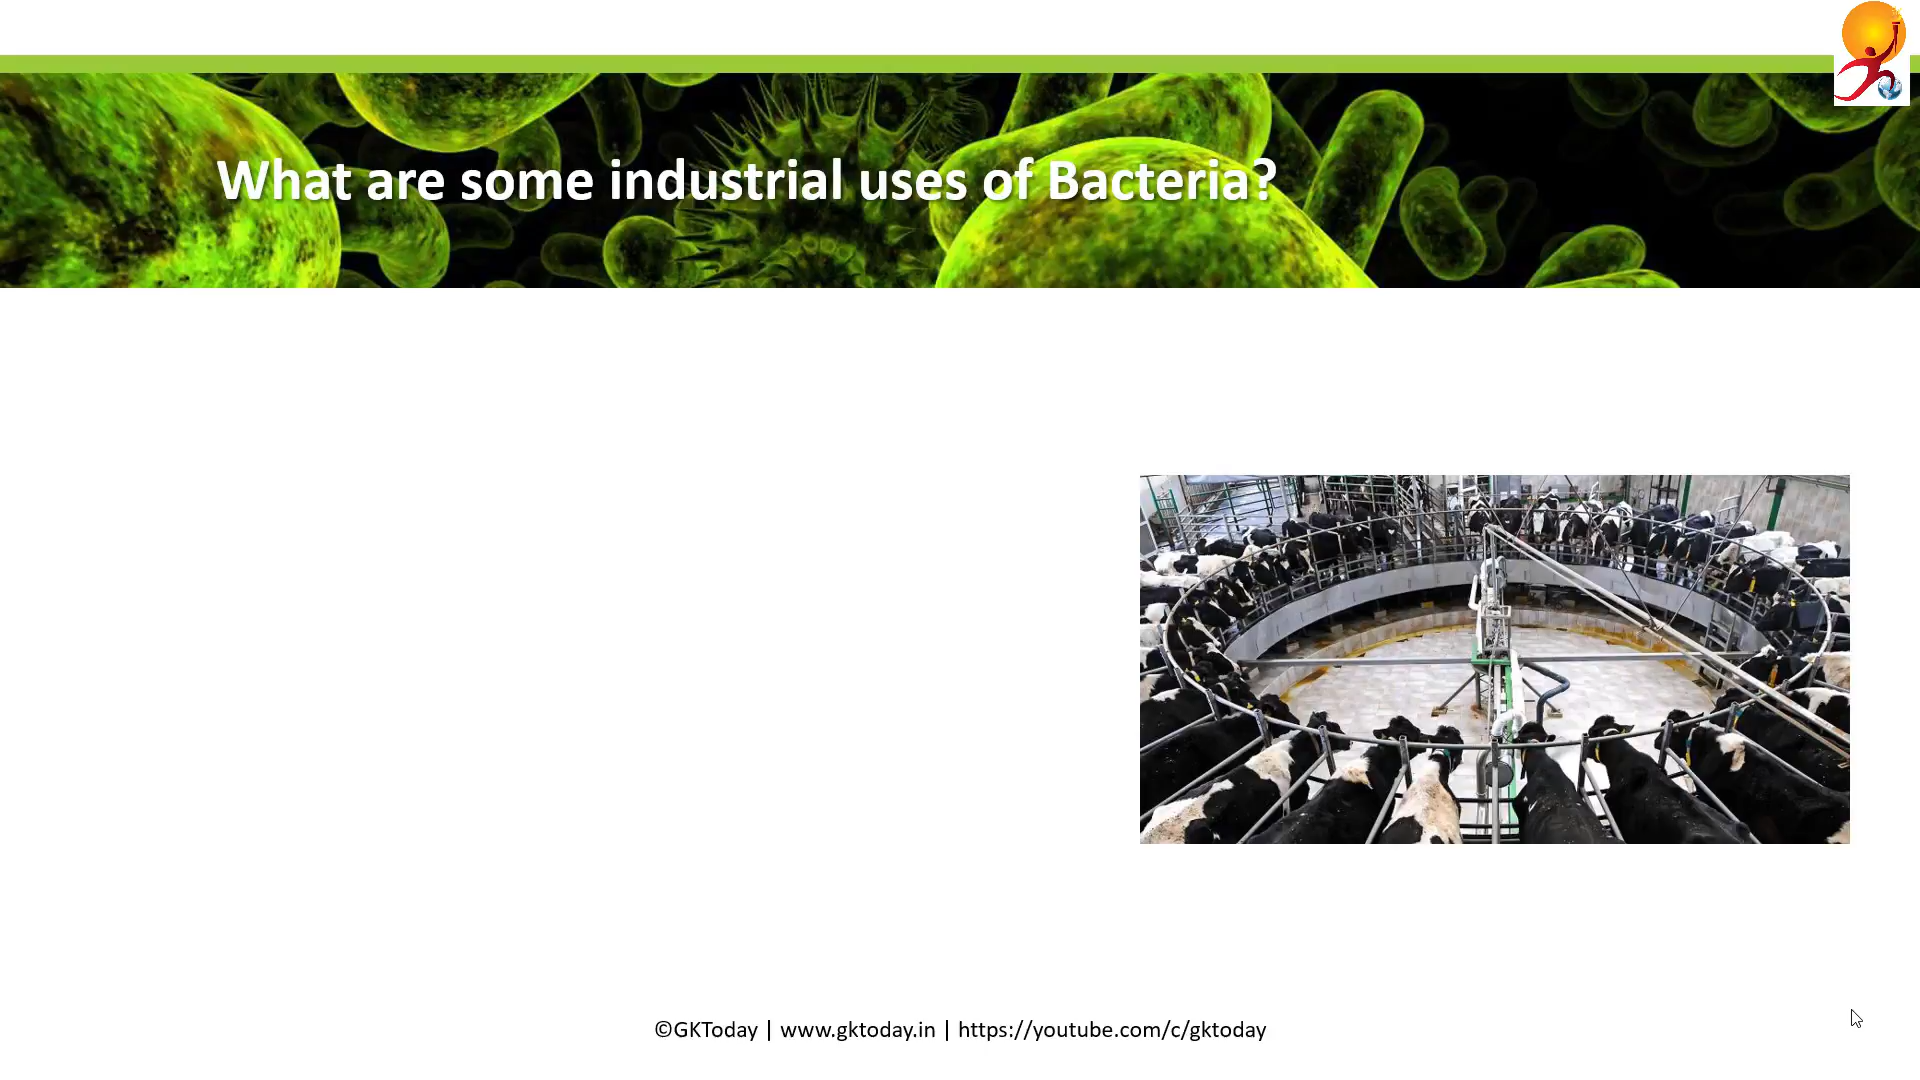 What are some industrial uses of Bacteria?
©GKToday | www.gktoday.in | https://youtube.com/c/gktoday